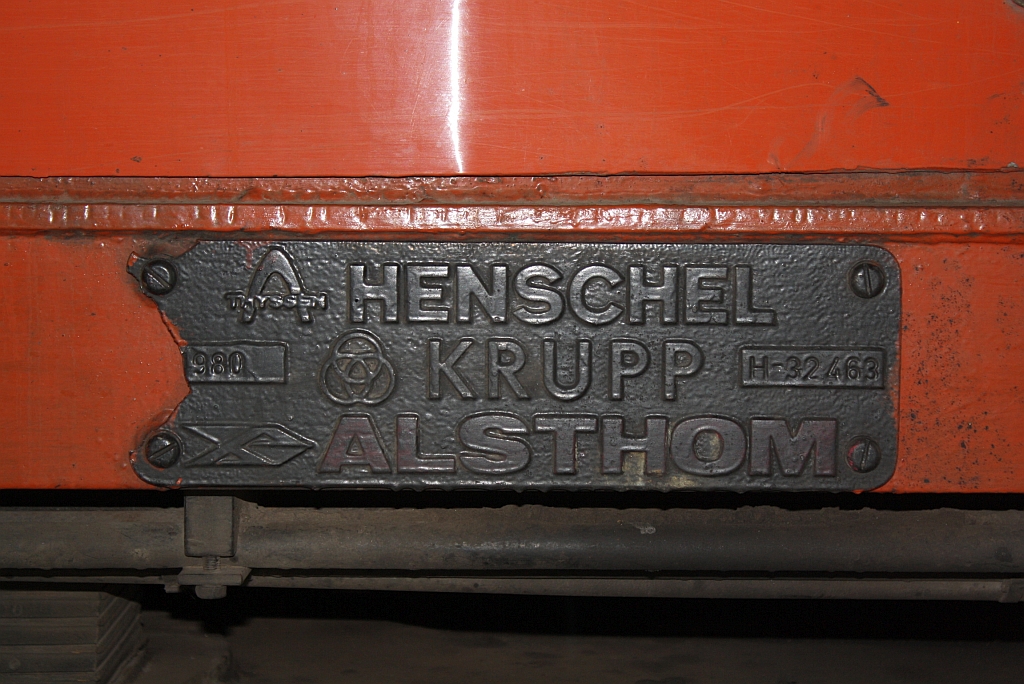 THYSSEN HENSCHEL
980 KRUPP H-32463
ALSTHOM